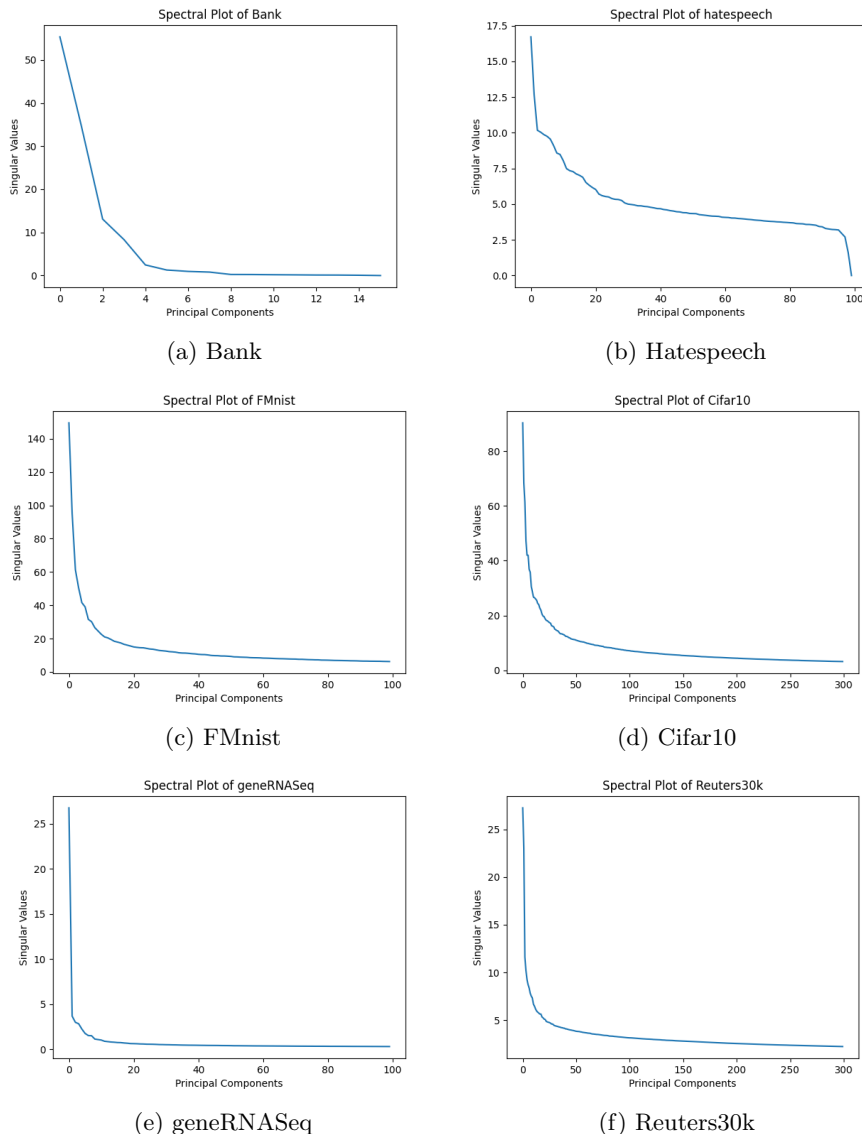 Spectral Plot of Bank
Singular Values
50
40
30
20
10
0
0 2 4 6 8 10 12 14
Principal Components
(a) Bank
Spectral Plot of hatespeech
Singular Values
17.5
15.0
12.5
10.0
7.5
5.0
2.5
0.0
0 20 40 60 80 100
Principal Components
(b) Hatespeech
Spectral Plot of FMnist
Singular Values
140
120
100
80
60
40
20
0
0 20 40 60 80 100
Principal Components
(c) FMnist
Spectral Plot of Cifar10
Singular Values
80
60
40
20
0
0 50 100 150 200 250 300
Principal Components
(d) Cifar10
Spectral Plot of geneRNASeq
Singular Values
25
20
15
10
5
0
0 20 40 60 80 100
Principal Components
(e) geneRNASeq
Spectral Plot of Reuters30k
Singular Values
25
20
15
10
5
0 50 100 150 200 250 300
Principal Components
(f) Reuters30k